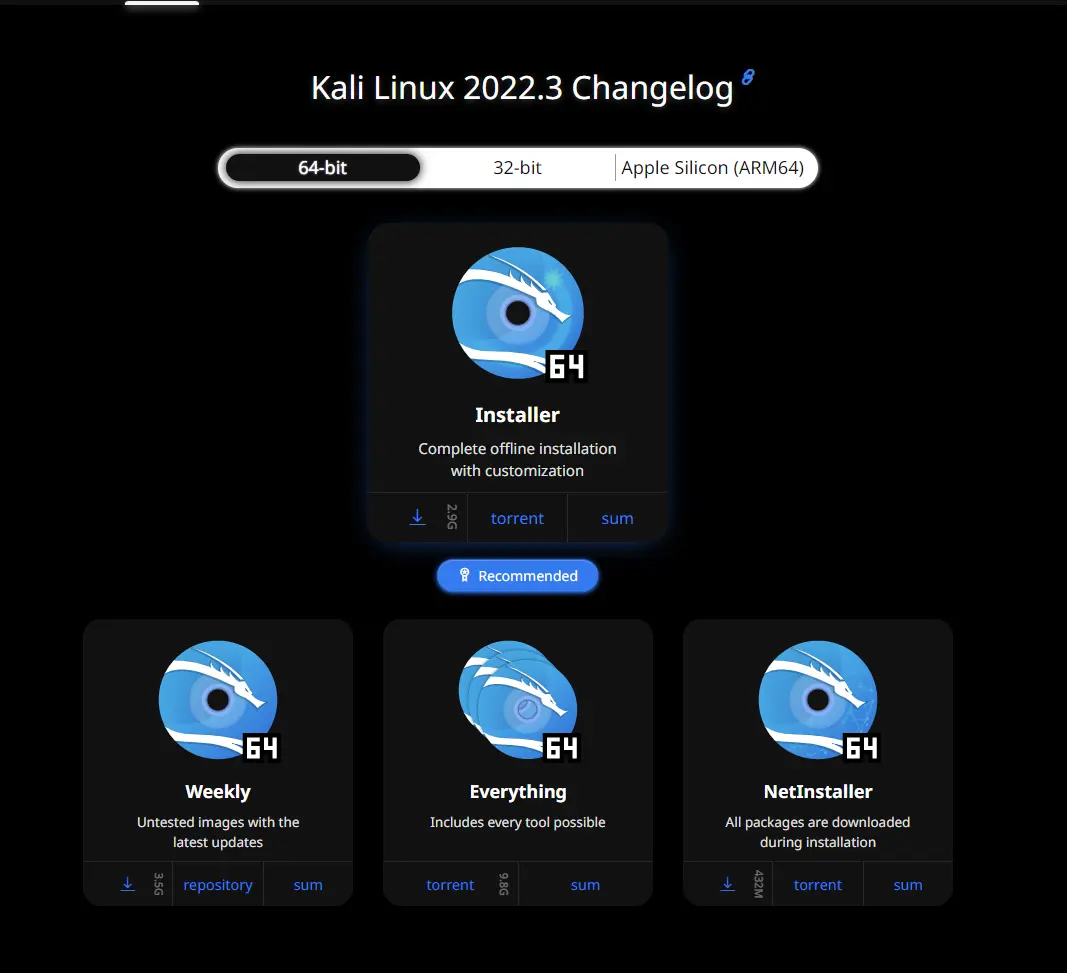 Kali Linux 2022.3 Changelog
64-bit
32-bit
Apple Silicon (ARM64)
64
Installer
Complete offline installation
with customization
2.9G
torrent
sum
Recommended
64
Weekly
Untested images with the
latest updates
3.5G
repository
sum
64
Everything
Includes every tool possible
torrent
9.8G
sum
64
NetInstaller
All packages are downloaded
during installation
432M
torrent
sum